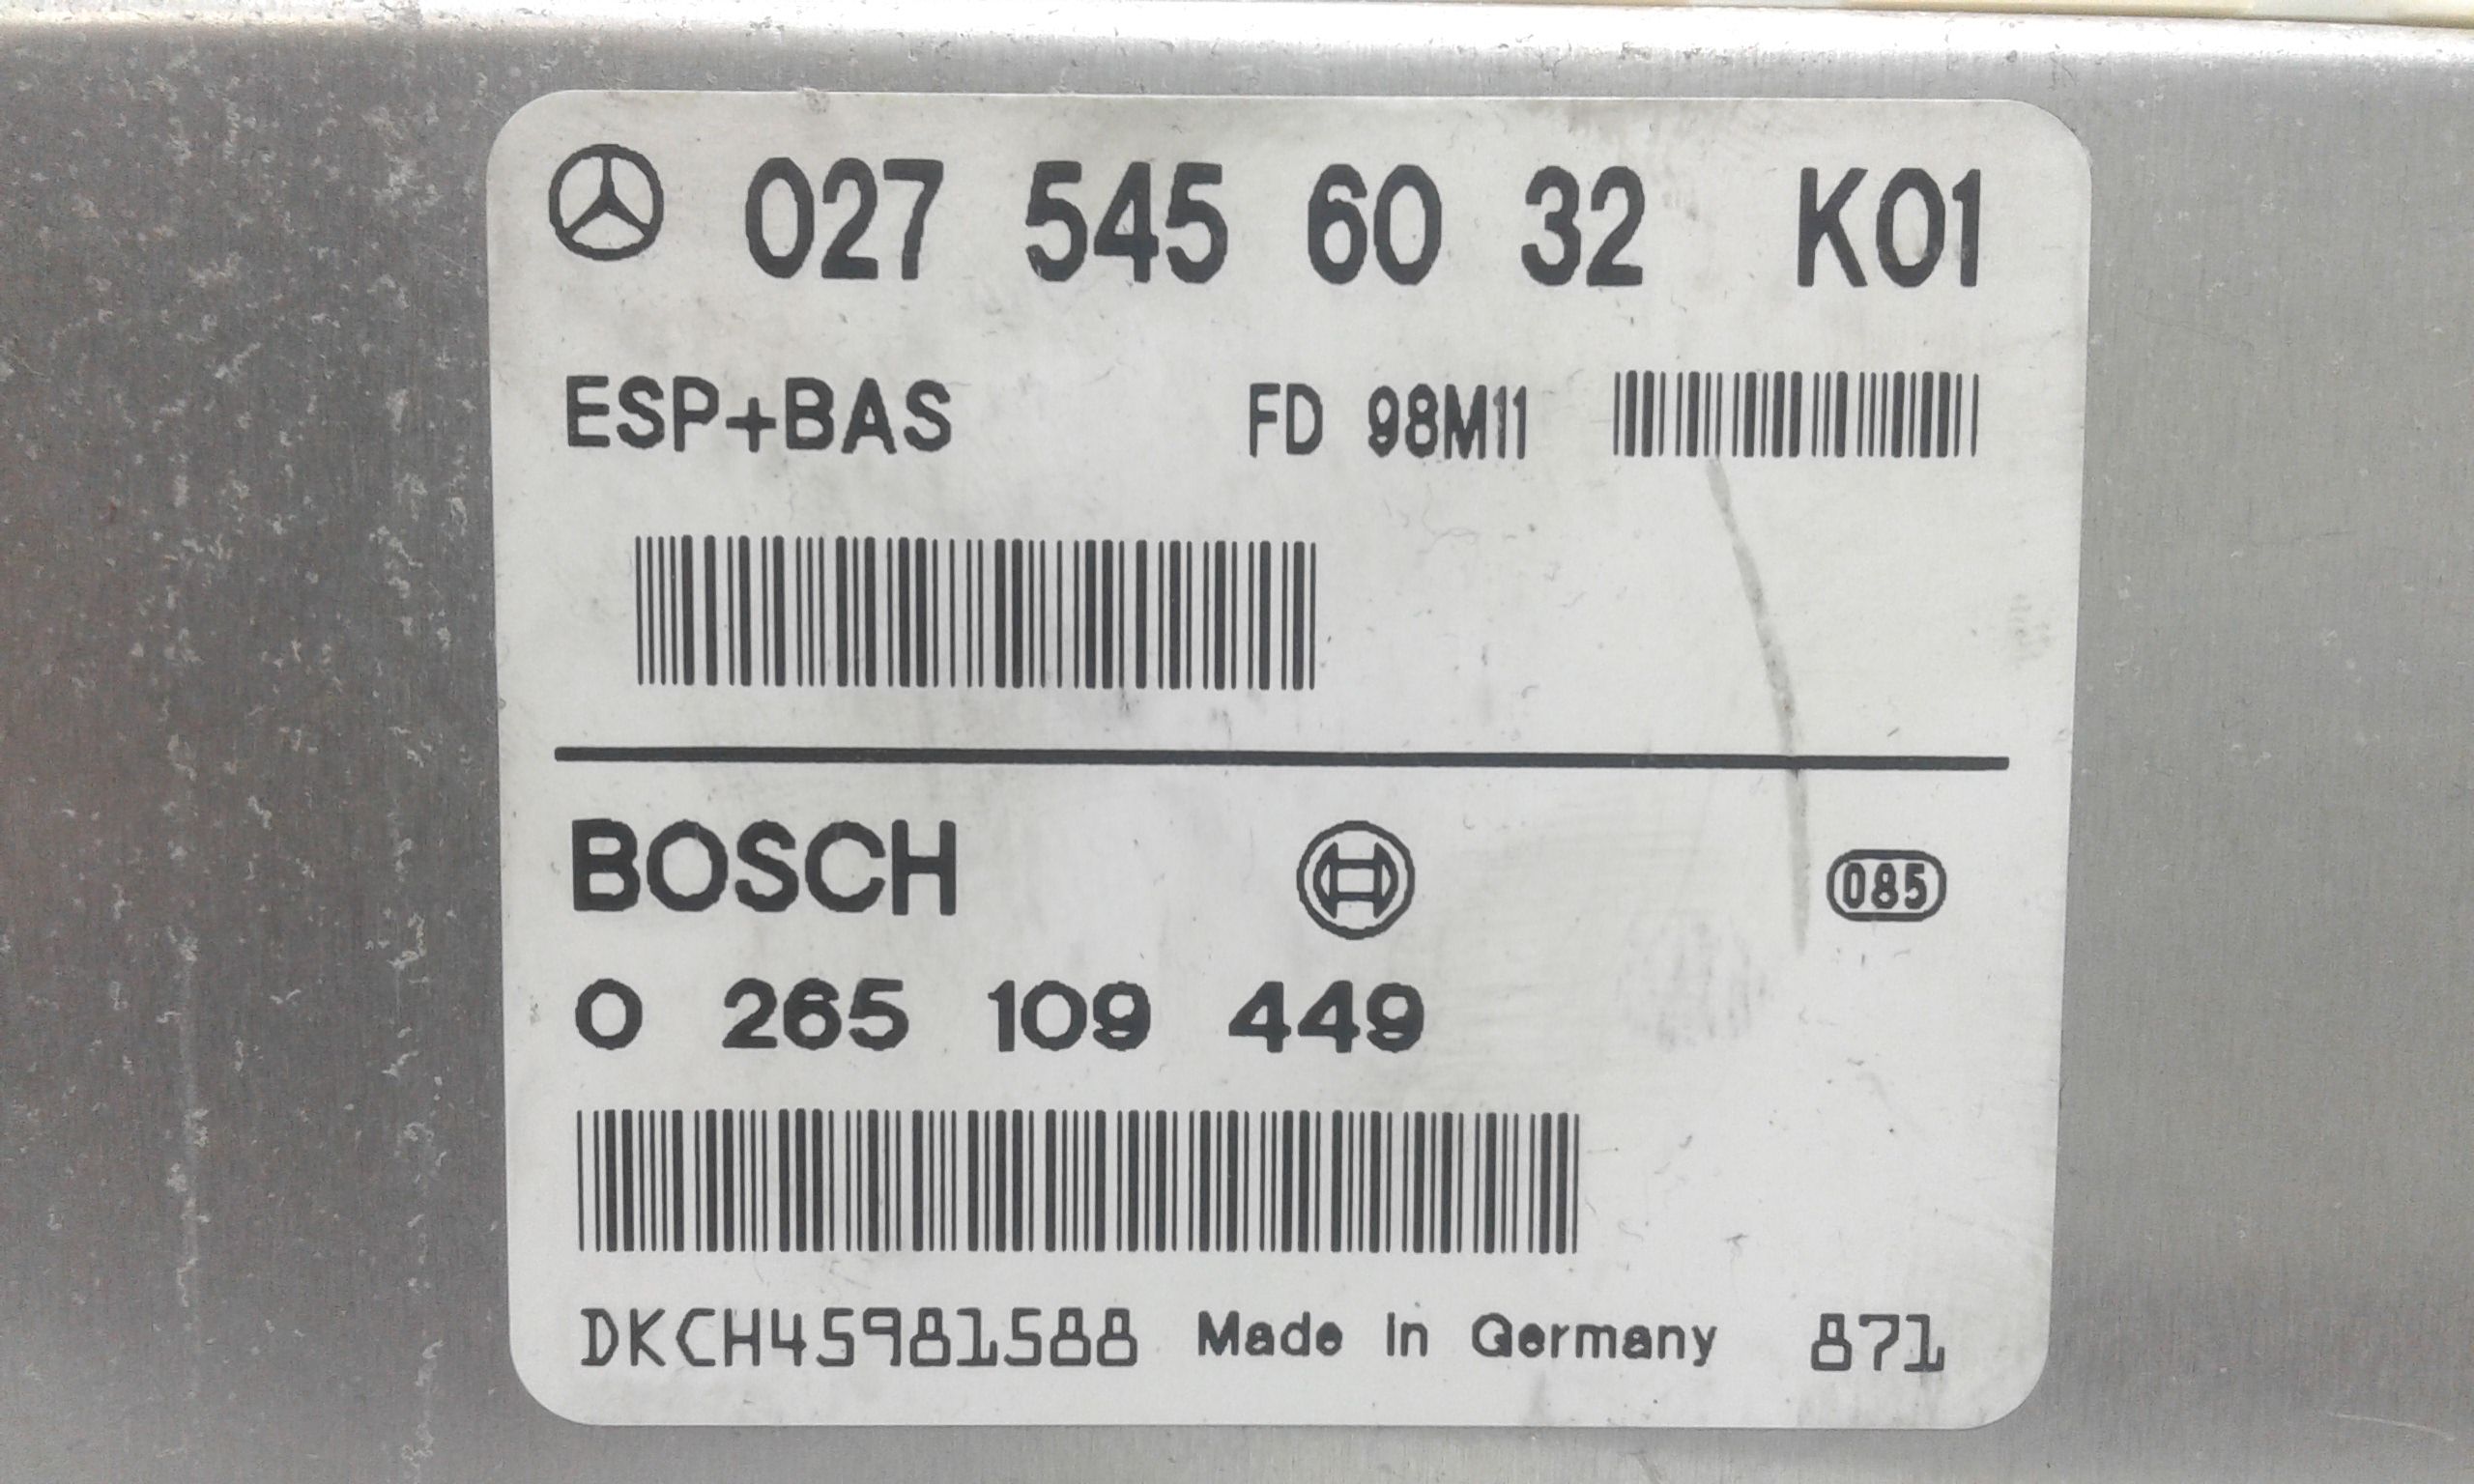 027 545 60 32 K01
ESP+BAS FD 98M11
BOSCH 085
0 265 109 449
DKCH45981588 Made in Germany 871